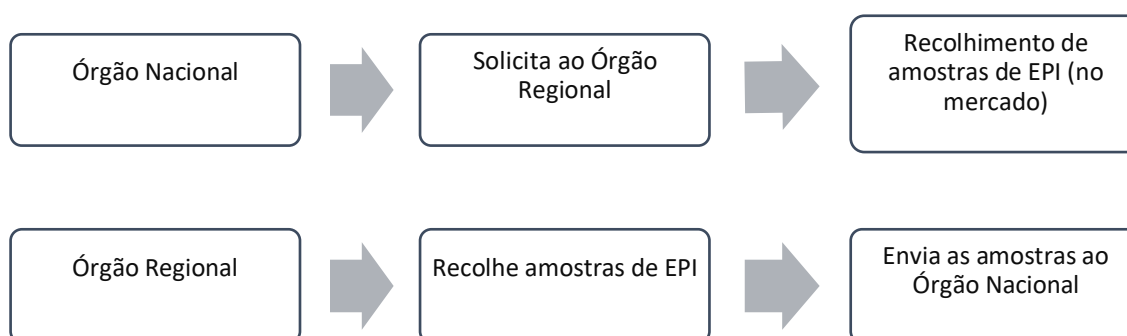 Órgão Nacional
Solicita ao Órgão
Regional
Recolhimento de
amostras de EPI (no
mercado)
Órgão Regional
Recolhe amostras de EPI
Envia as amostras ao
Órgão Nacional